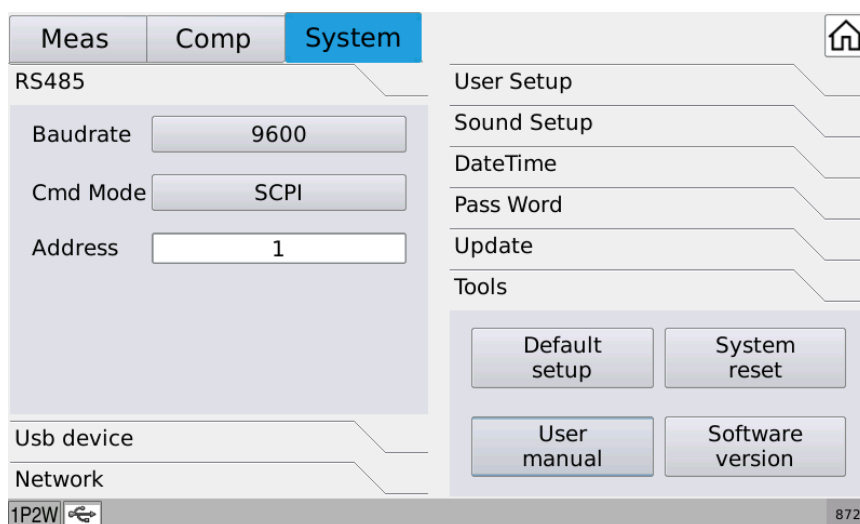 Meas Comp System
RS485
Baudrate 9600
Cmd Mode SCPI
Address 1
Usb device
Network
User Setup
Sound Setup
DateTime
Pass Word
Update
Tools
Default
setup
System
reset
User
manual
Software
version
1P2W
872